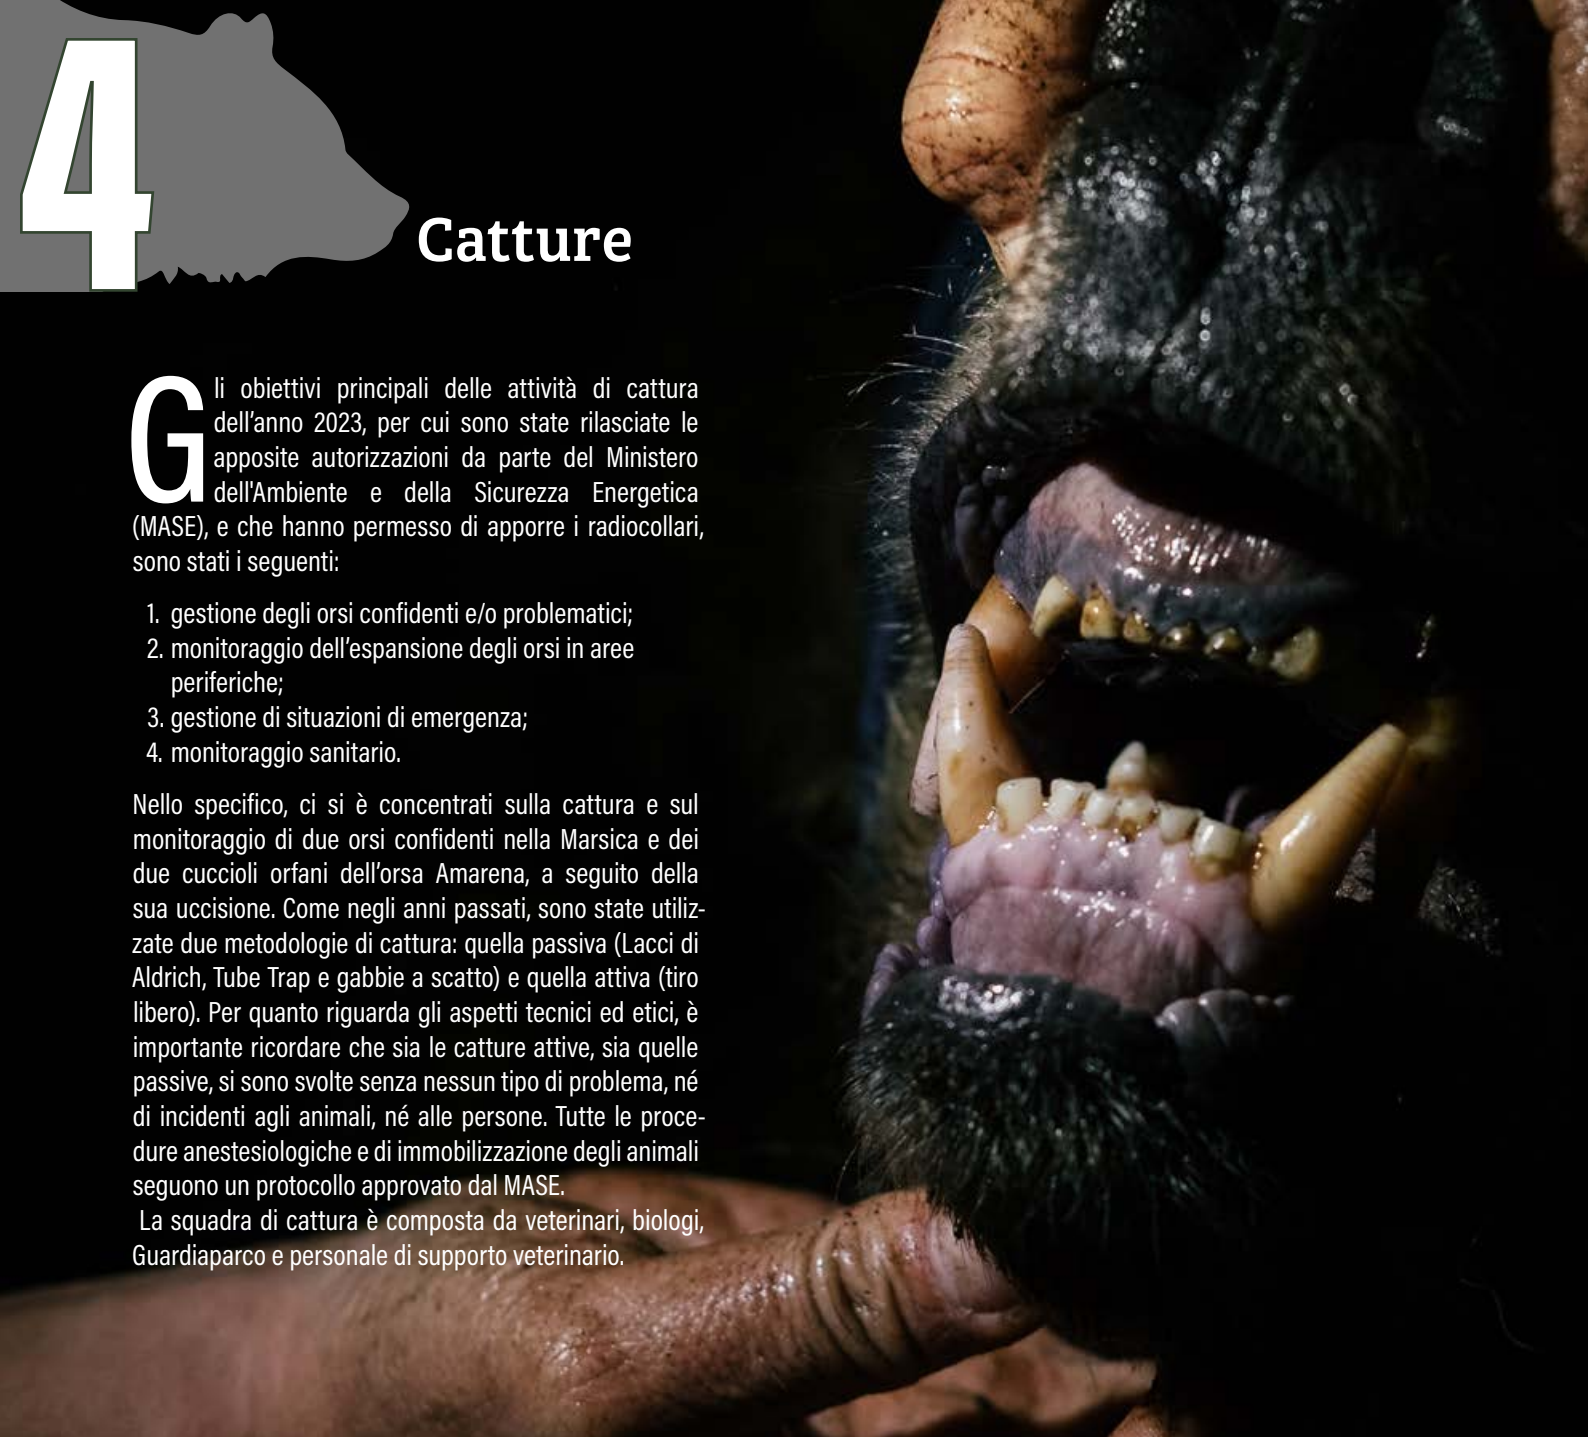 4
Catture
Gli obiettivi principali delle attività di cattura
dell’anno 2023, per cui sono state rilasciate le
apposite autorizzazioni da parte del Ministero
dell'Ambiente e della Sicurezza Energetica
(MASE), e che hanno permesso di apporre i radiocollari,
sono stati i seguenti:
1. gestione degli orsi confidenti e/o problematici;
2. monitoraggio dell’espansione degli orsi in aree
periferiche;
3. gestione di situazioni di emergenza;
4. monitoraggio sanitario.
Nello specifico, ci si è concentrati sulla cattura e sul
monitoraggio di due orsi confidenti nella Marsica e dei
due cuccioli orfani dell’orsa Amarena, a seguito della
sua uccisione. Come negli anni passati, sono state utiliz-
zate due metodologie di cattura: quella passiva (Lacci di
Aldrich, Tube Trap e gabbie a scatto) e quella attiva (tiro
libero). Per quanto riguarda gli aspetti tecnici ed etici, è
importante ricordare che sia le catture attive, sia quelle
passive, si sono svolte senza nessun tipo di problema, né
di incidenti agli animali, né alle persone. Tutte le proce-
dure anestesiologiche e di immobilizzazione degli animali
seguono un protocollo approvato dal MASE.
La squadra di cattura è composta da veterinari, biologi,
Guardiaparco e personale di supporto veterinario.